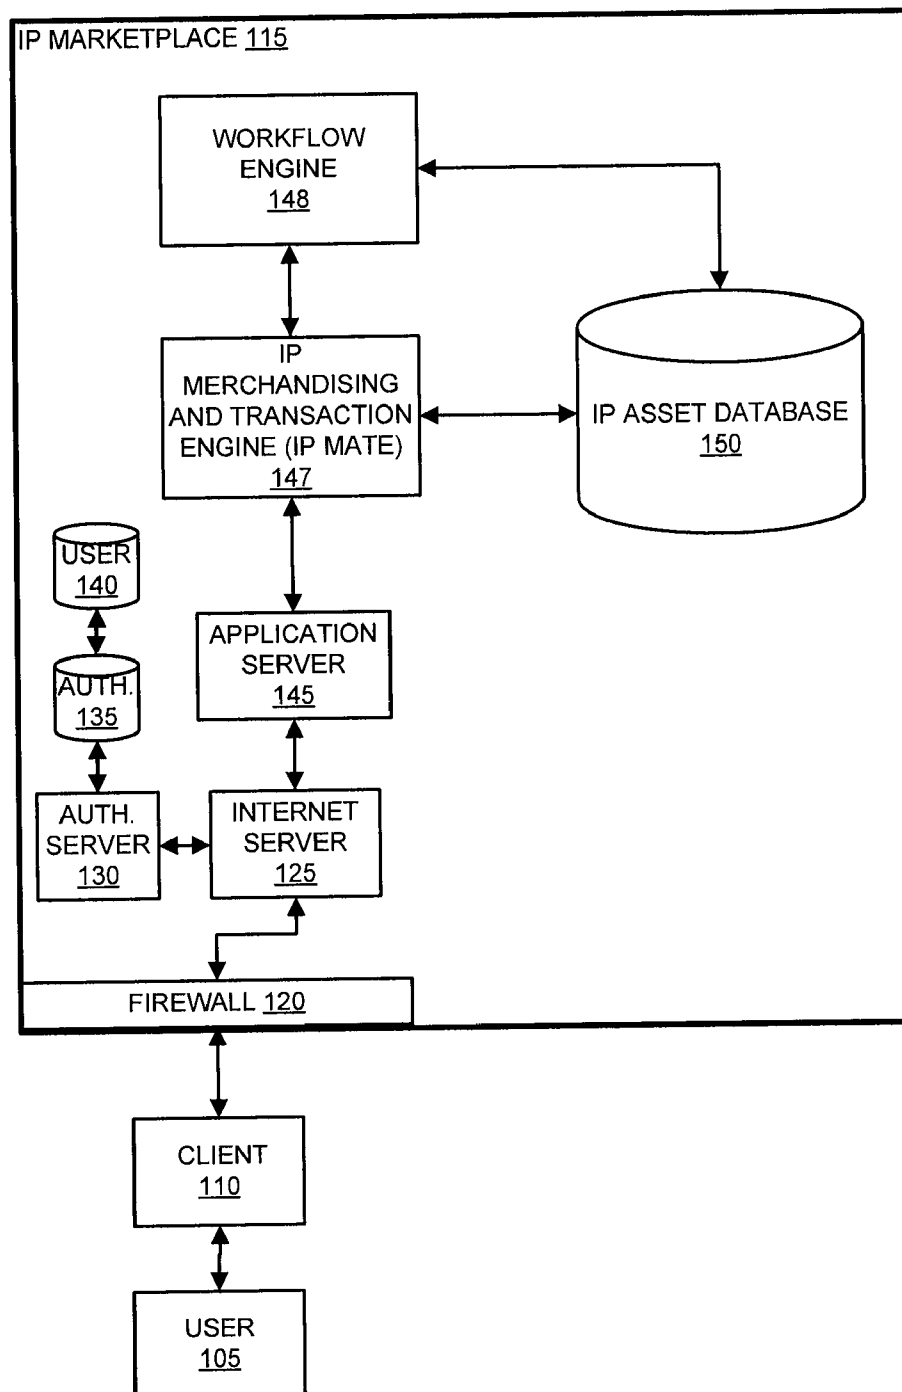 IP MARKETPLACE 115
WORKFLOW
ENGINE
148
IP
MERCHANDISING
AND TRANSACTION
ENGINE (IP MATE)
147
IP ASSET DATABASE
150
USER
140
AUTH.
135
APPLICATION
SERVER
145
AUTH.
SERVER
130
INTERNET
SERVER
125
FIREWALL 120
CLIENT
110
USER
105